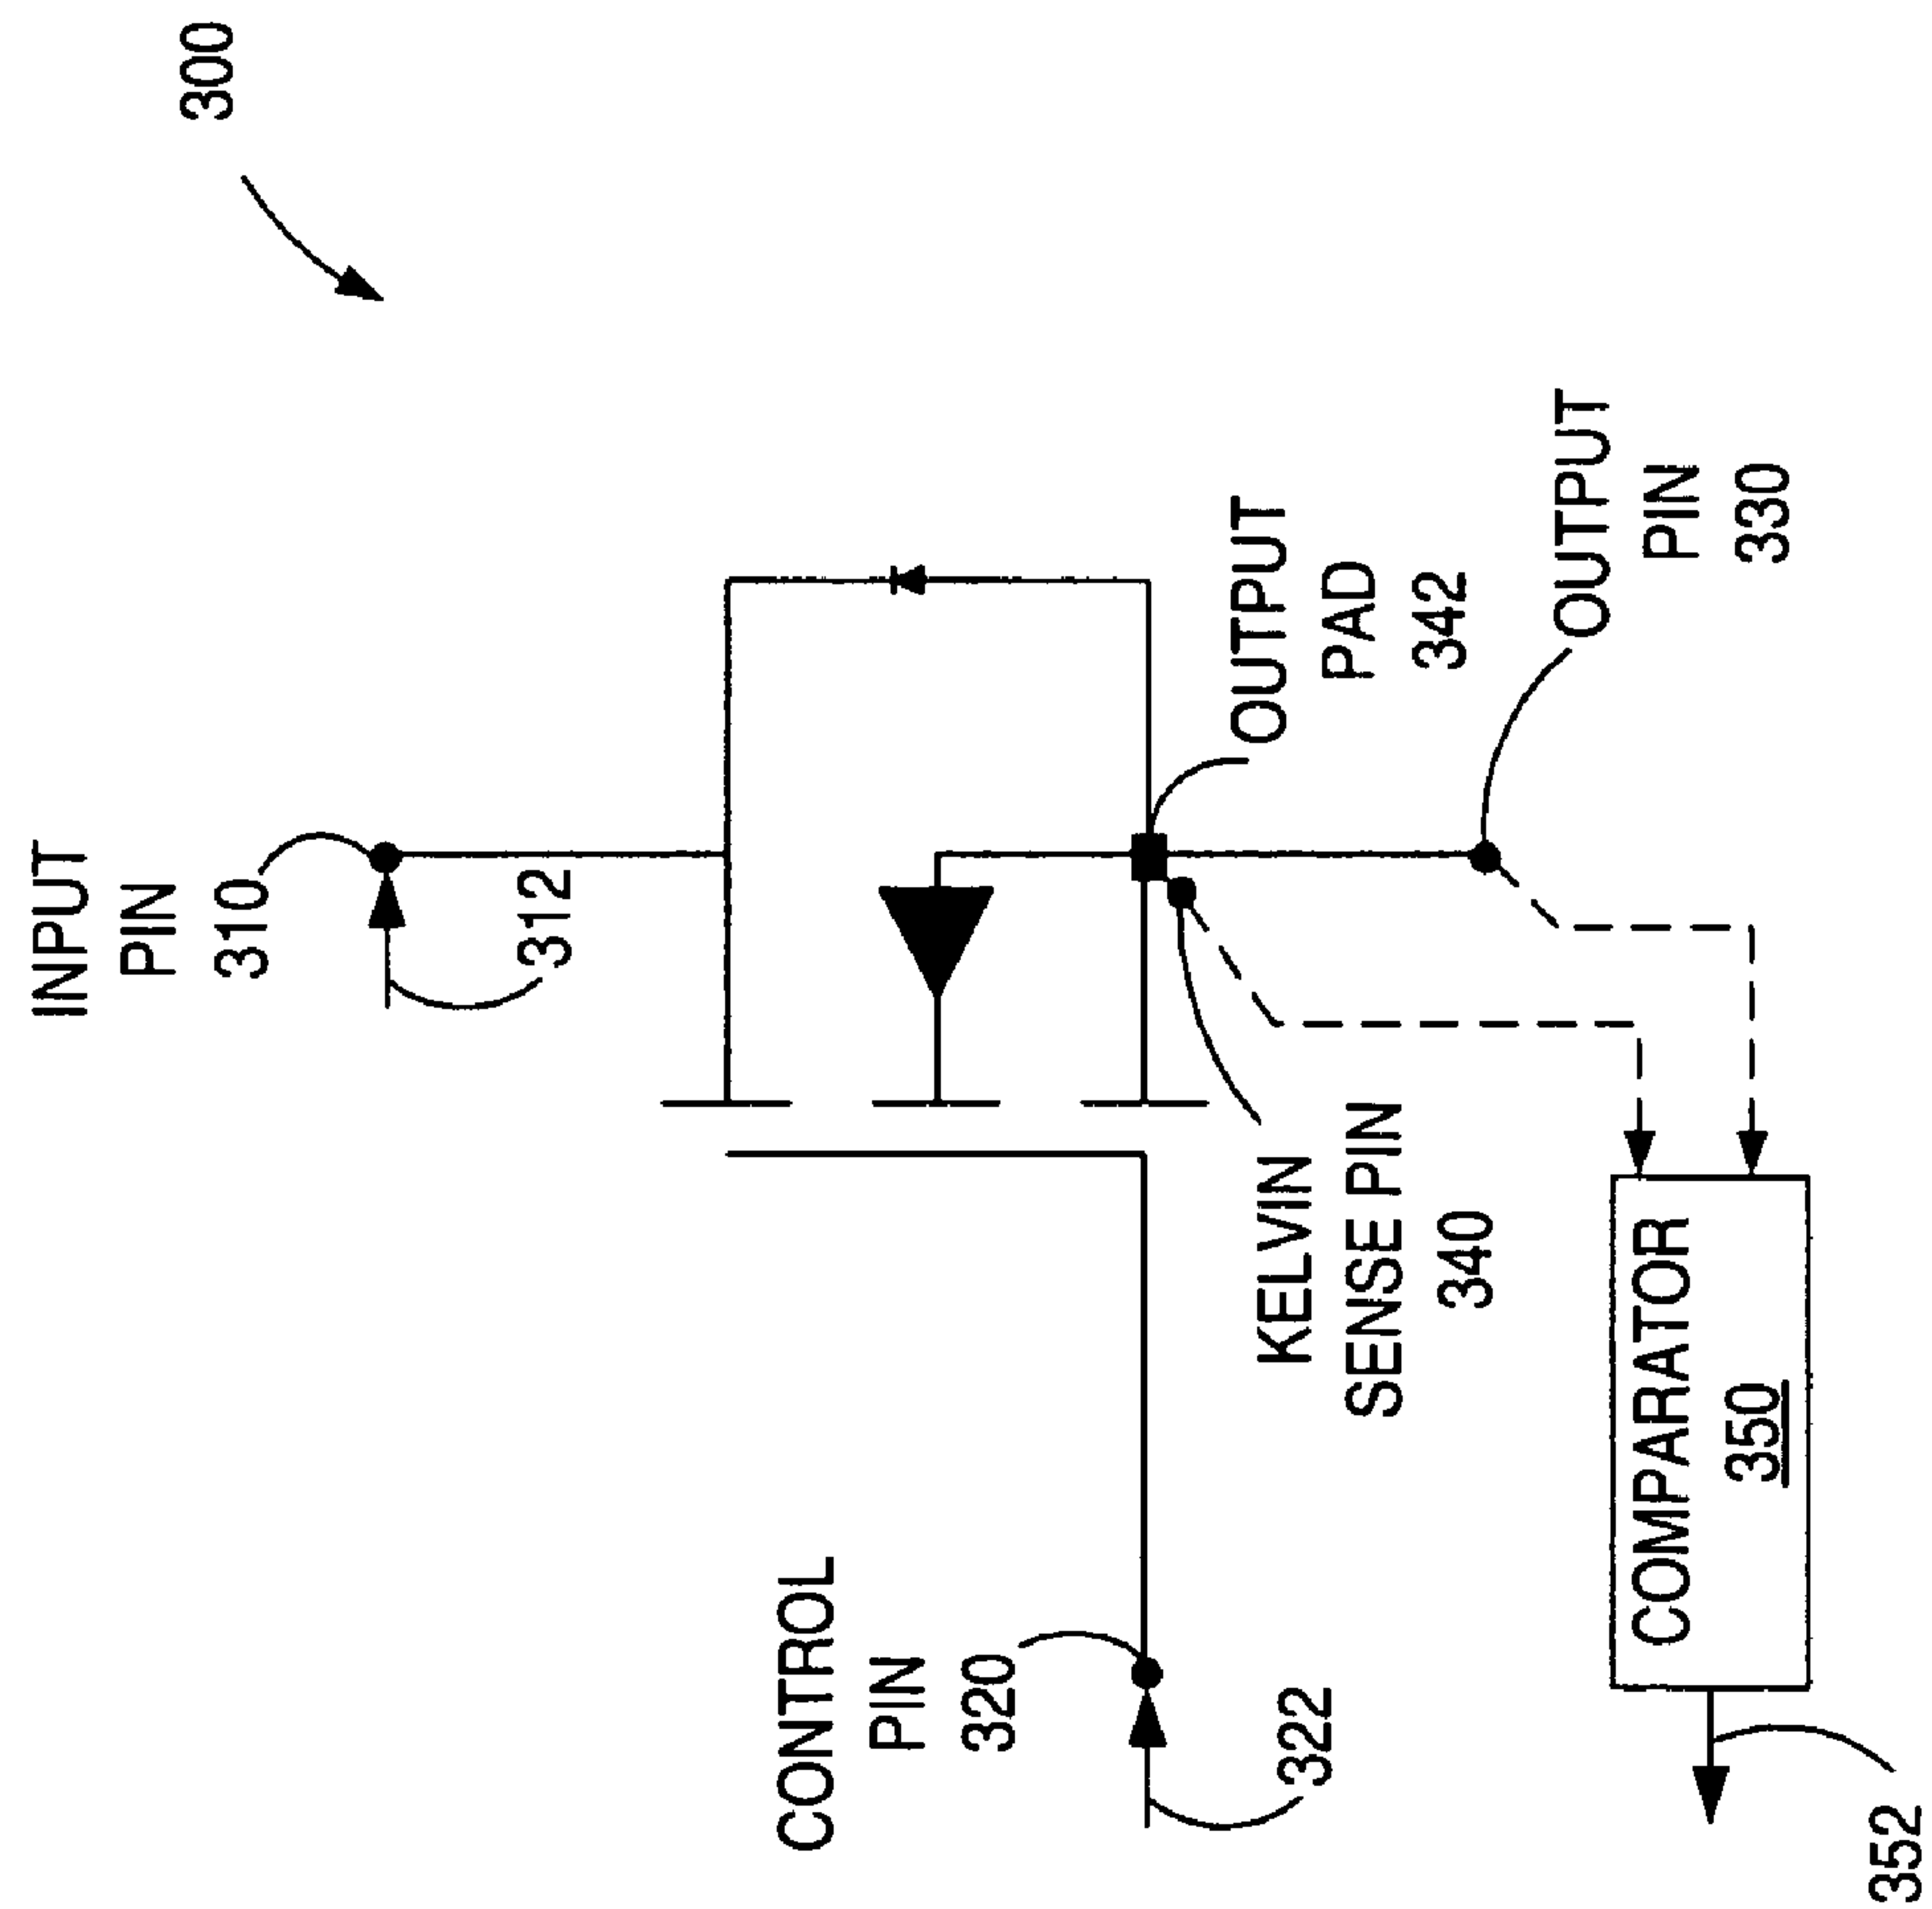 300
INPUT
PIN
310
312
CONTROL
PIN
320
322
OUTPUT
PAD
342
KELVIN
SENSE PIN
340
OUTPUT
PIN
330
COMPARATOR
350
352